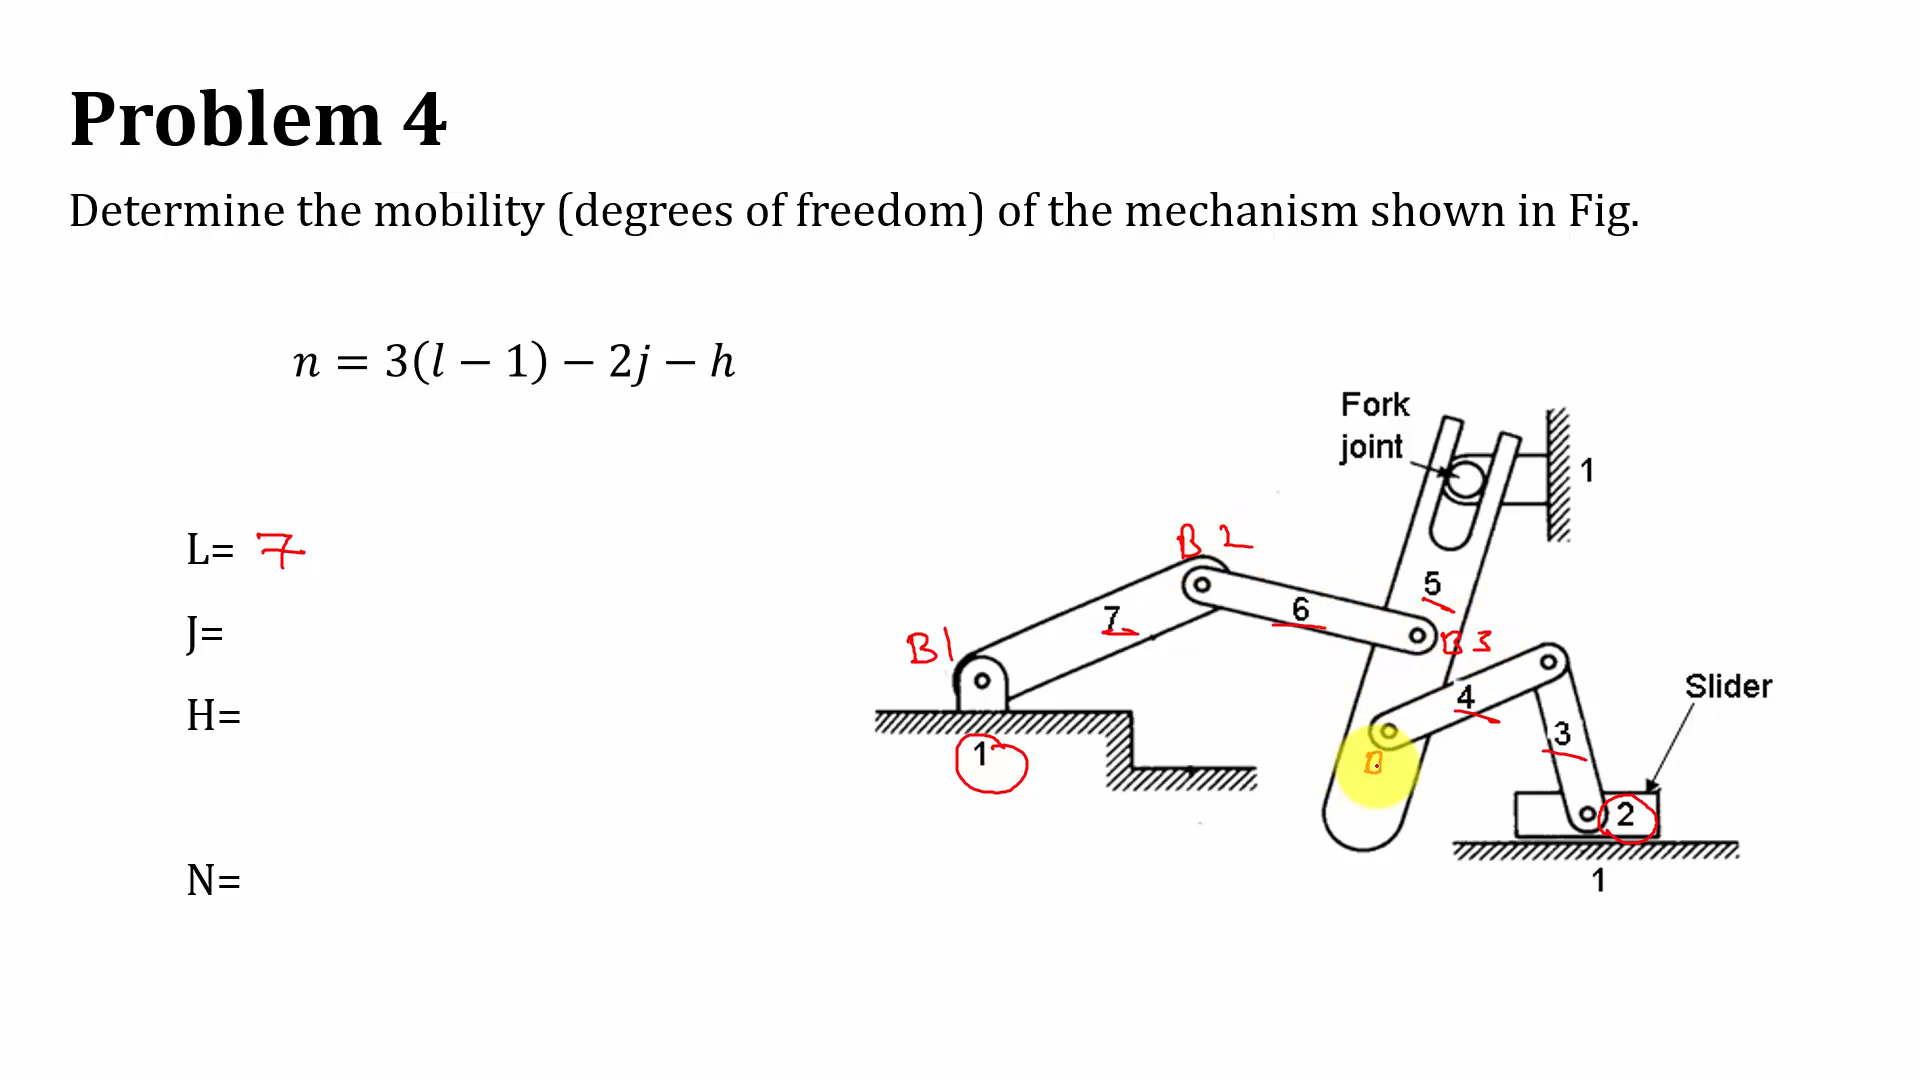 Problem 4
Determine the mobility (degrees of freedom) of the mechanism shown in Fig.
n = 3(l − 1) − 2j − h
L= 7
J=
H=
N=
Fork
joint
1
B2
5
6
7
B1
B3
4
Slider
3
1
2
1